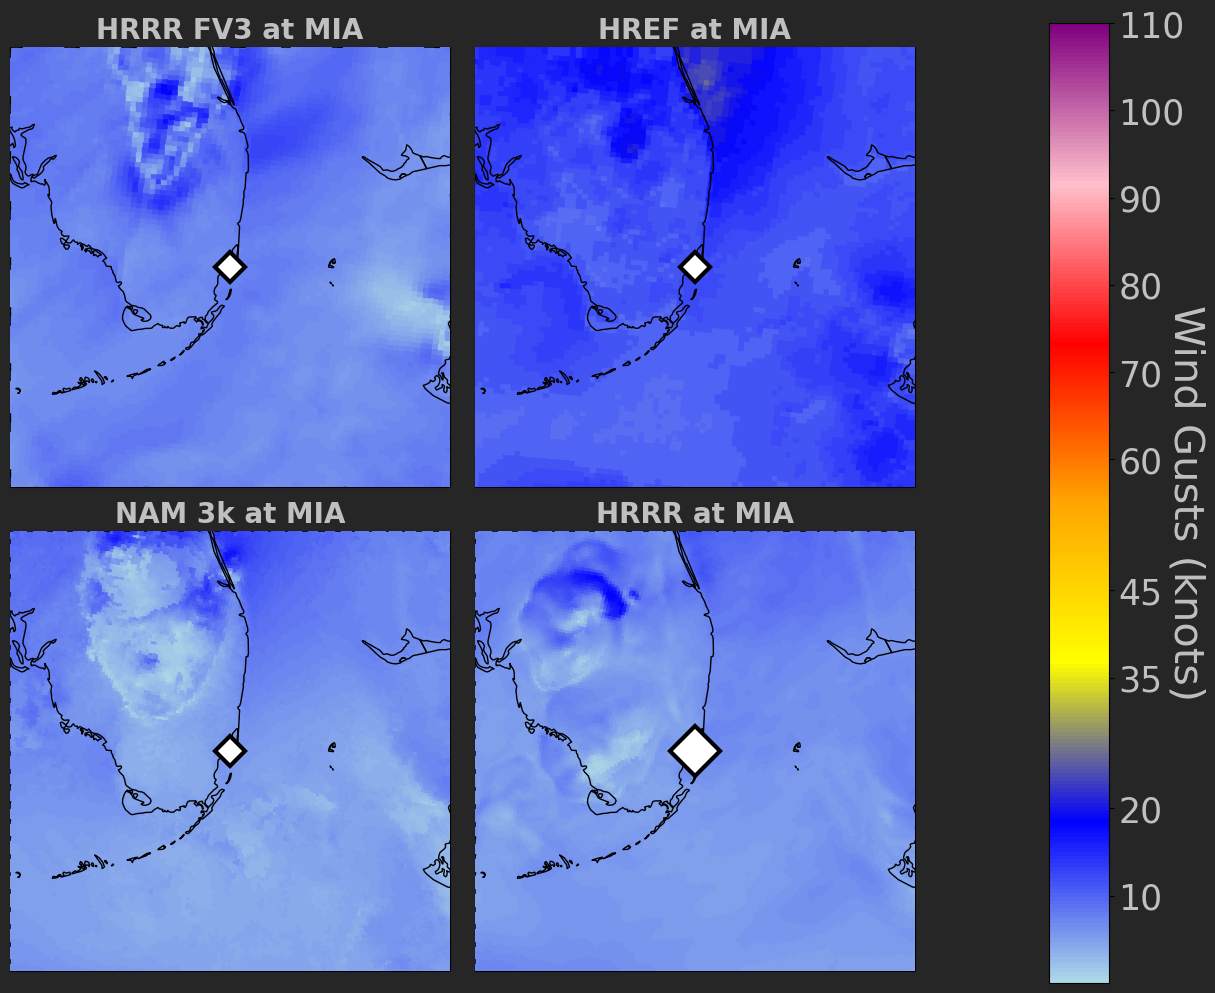 HRRR FV3 at MIA
HREF at MIA
NAM 3k at MIA
HRRR at MIA
110
100
90
80
70
60
45
35
20
10
Wind Gusts (knots)